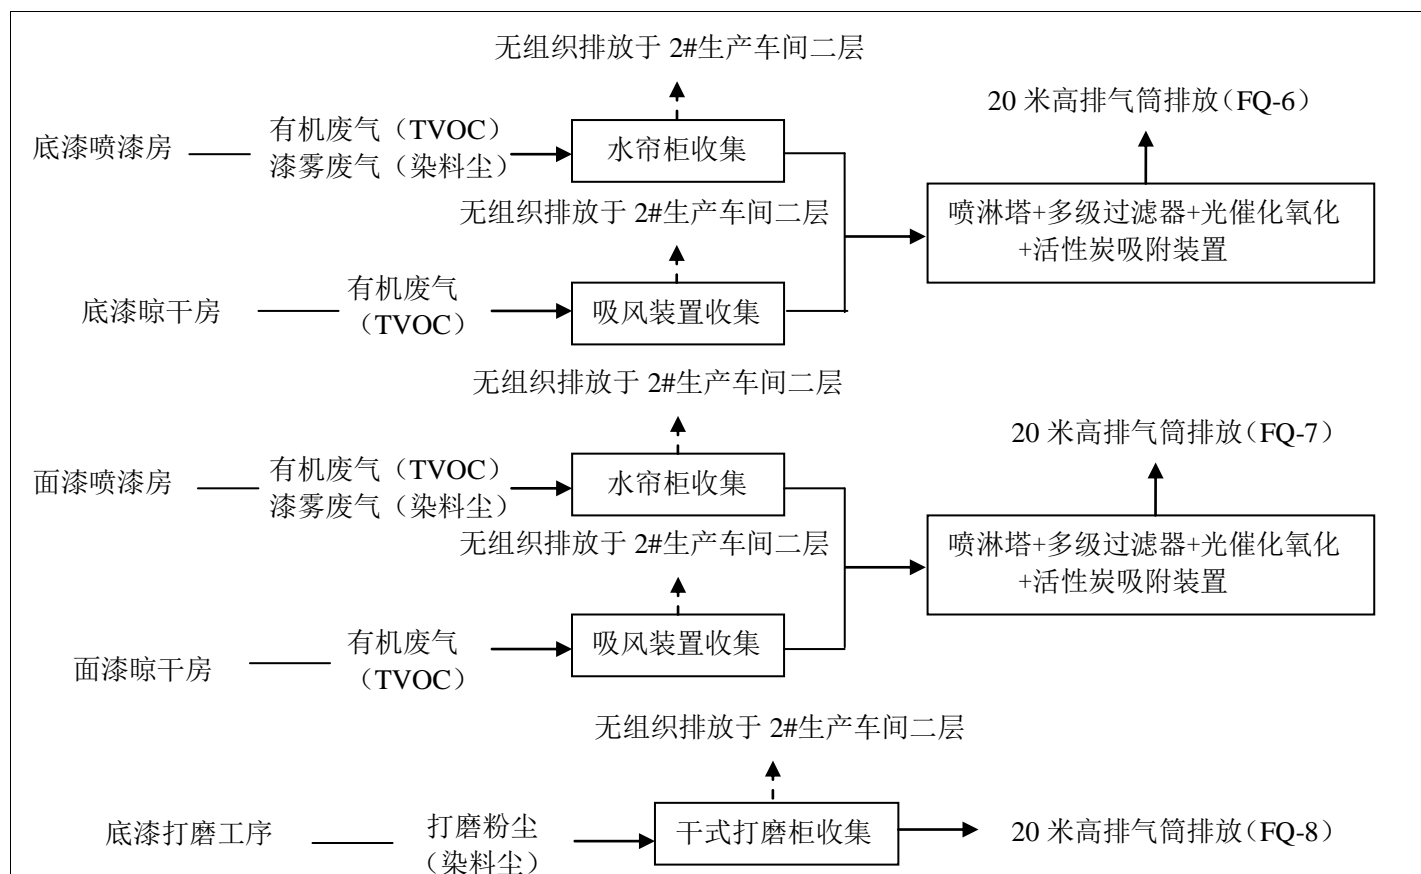 无组织排放于 2#生产车间二层
20 米高排气筒排放（FQ-6）
底漆喷漆房
有机废气（TVOC）
漆雾废气（染料尘）
水帘柜收集
无组织排放于 2#生产车间二层
喷淋塔+多级过滤器+光催化氧化
+活性炭吸附装置
底漆晾干房
有机废气
（TVOC）
吸风装置收集
无组织排放于 2#生产车间二层
20 米高排气筒排放（FQ-7）
面漆喷漆房
有机废气（TVOC）
漆雾废气（染料尘）
水帘柜收集
无组织排放于 2#生产车间二层
喷淋塔+多级过滤器+光催化氧化
+活性炭吸附装置
面漆晾干房
有机废气
（TVOC）
吸风装置收集
无组织排放于 2#生产车间二层
底漆打磨工序
打磨粉尘
（染料尘）
干式打磨柜收集
20 米高排气筒排放（FQ-8）